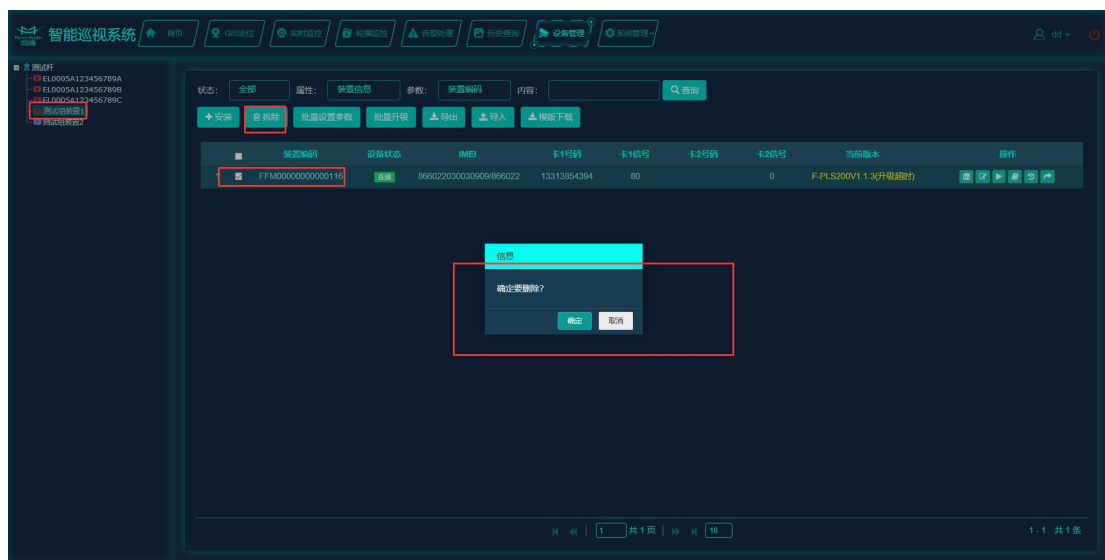 智能巡视系统 首页 GIS定位 实时监控 轮播监控 告警处理 历史查询 设备管理 系统管理 dd
测试杆
EL0005A123456789A
EL0005A123456789B
EL0005A123456789C
测试组装置1
测试组装置2
状态: 全部 属性: 装置信息 参数: 装置编码 内容: 查询
安装 拆除 批量设置参数 批量升级 导出 导入 模版下载
装置编码 设备状态 IMEI 卡1号码 卡1信号 卡2号码 卡2信号 当前版本 操作
1 FFM00000000000116 在线 866022030030909/866022 13313854394 80 0 F-PLS200V1.1.3(升级超时)
信息
确定要删除?
确定 取消
1 共1页 10 1-1 共1条